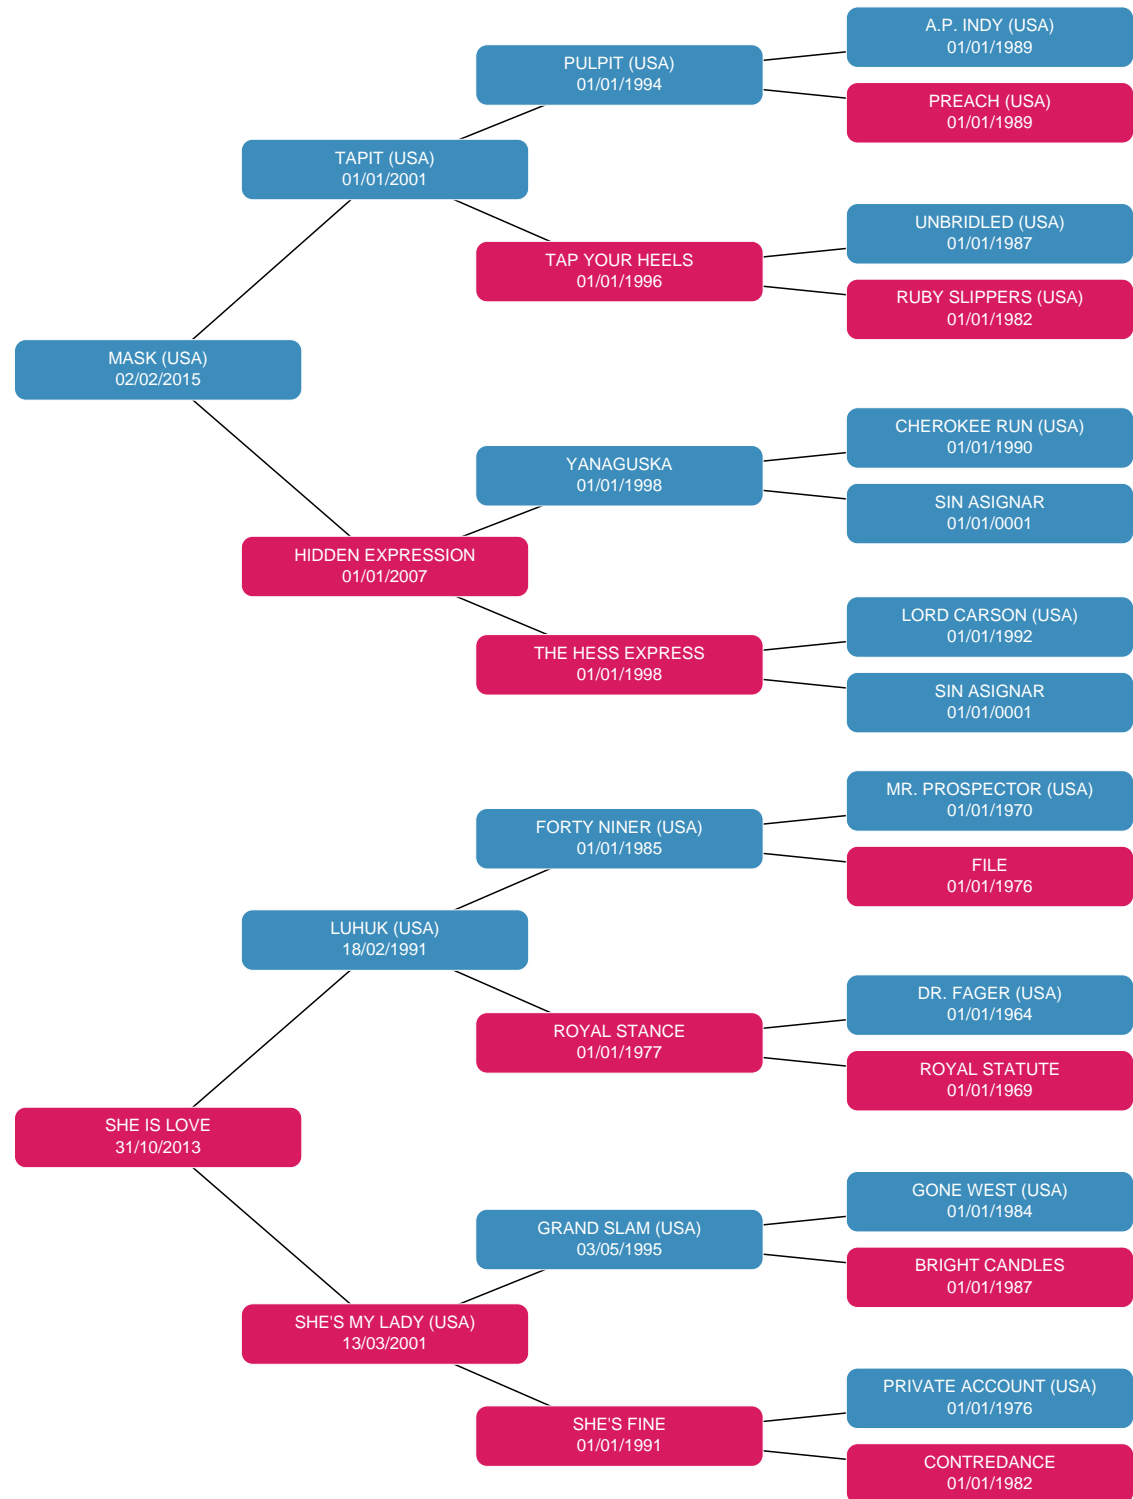 A.P. INDY (USA)
01/01/1989
PULPIT (USA)
01/01/1994
PREACH (USA)
01/01/1989
TAPIT (USA)
01/01/2001
UNBRIDLED (USA)
01/01/1987
TAP YOUR HEELS
01/01/1996
RUBY SLIPPERS (USA)
01/01/1982
MASK (USA)
02/02/2015
CHEROKEE RUN (USA)
01/01/1990
YANAGUSKA
01/01/1998
SIN ASIGNAR
01/01/0001
HIDDEN EXPRESSION
01/01/2007
LORD CARSON (USA)
01/01/1992
THE HESS EXPRESS
01/01/1998
SIN ASIGNAR
01/01/0001
MR. PROSPECTOR (USA)
01/01/1970
FORTY NINER (USA)
01/01/1985
FILE
01/01/1976
LUHUK (USA)
18/02/1991
DR. FAGER (USA)
01/01/1964
ROYAL STANCE
01/01/1977
ROYAL STATUTE
01/01/1969
SHE IS LOVE
31/10/2013
GONE WEST (USA)
01/01/1984
GRAND SLAM (USA)
03/05/1995
BRIGHT CANDLES
01/01/1987
SHE'S MY LADY (USA)
13/03/2001
PRIVATE ACCOUNT (USA)
01/01/1976
SHE'S FINE
01/01/1991
CONTREDANCE
01/01/1982